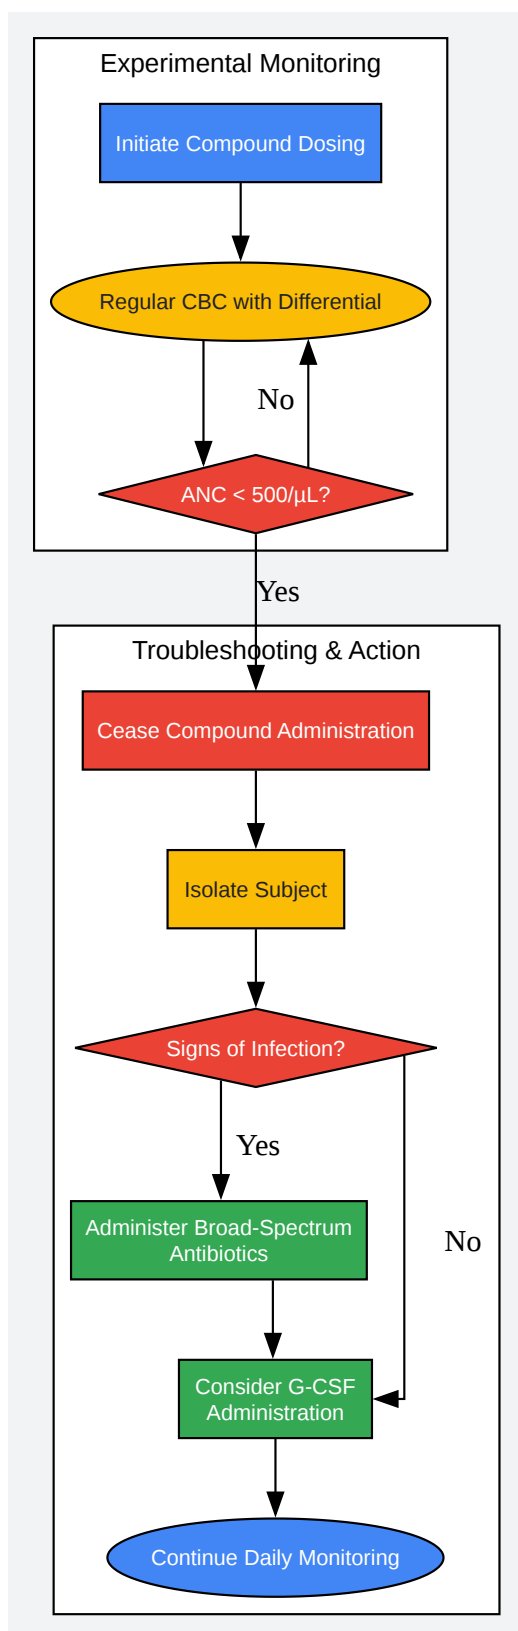 Experimental Monitoring
Initiate Compound Dosing
Regular CBC with Differential
No
ANC < 500/µL?
Yes
Troubleshooting & Action
Cease Compound Administration
Isolate Subject
Signs of Infection?
Yes
Administer Broad-Spectrum
Antibiotics
No
Consider G-CSF
Administration
Continue Daily Monitoring